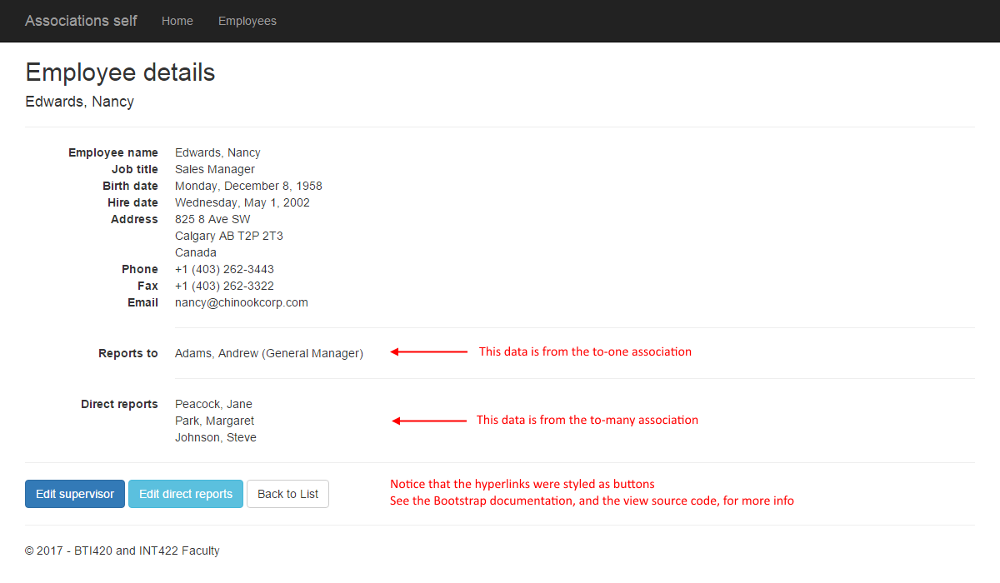 Associations self Home Employees
Employee details
Edwards, Nancy
Employee name Edwards, Nancy
Job title Sales Manager
Birth date Monday, December 8, 1958
Hire date Wednesday, May 1, 2002
Address 825 8 Ave SW
Calgary AB T2P 2T3
Canada
Phone +1 (403) 262-3443
Fax +1 (403) 262-3322
Email nancy@chinookcorp.com
Reports to Adams, Andrew (General Manager) This data is from the to-one association
Direct reports Peacock, Jane
Park, Margaret This data is from the to-many association
Johnson, Steve
Edit supervisor Edit direct reports Back to List
Notice that the hyperlinks were styled as buttons
See the Bootstrap documentation, and the view source code, for more info
© 2017 - BTI420 and INT422 Faculty